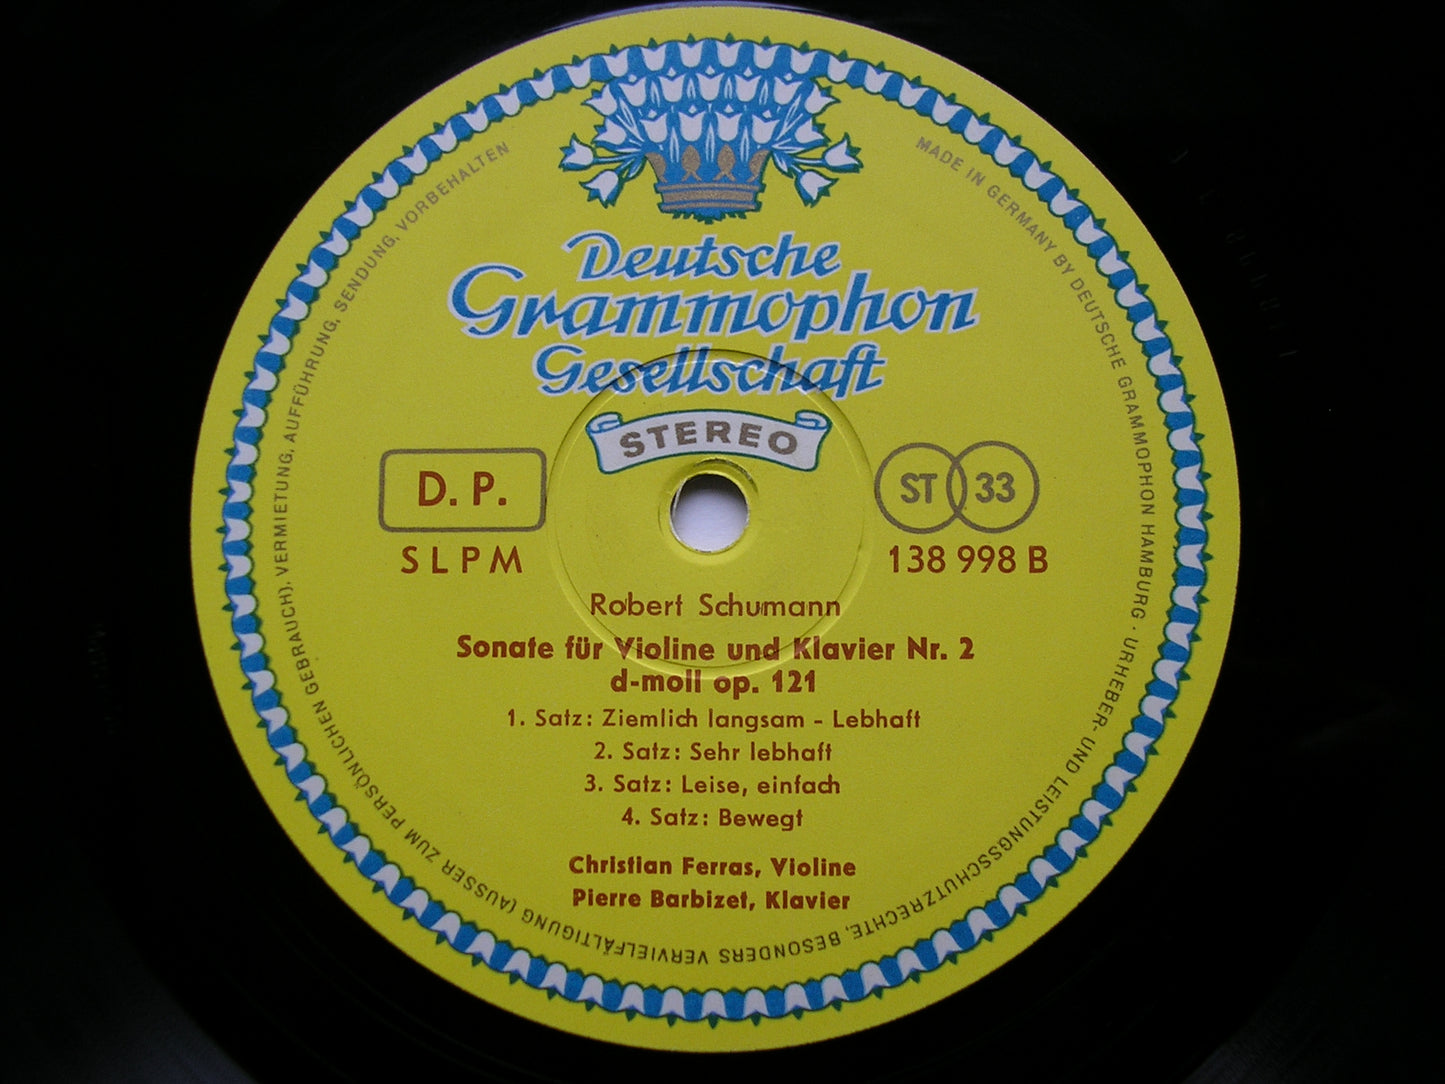 Deutsche
Grammophon
Gesellschaft
STEREO
D. P.
SLPM
ST 33
138 998 B
Robert Schumann
Sonate für Violine und Klavier Nr. 2
d-moll op. 121
1. Satz: Ziemlich langsam - Lebhaft
2. Satz: Sehr lebhaft
3. Satz: Leise, einfach
4. Satz: Bewegt
Christian Ferras, Violine
Pierre Barbizet, Klavier
MADE IN GERMANY BY DEUTSCHE GRAMMOPHON HAMBURG · URHEBER- UND LEISTUNGSSCHUTZRECHTE, BESONDERS VERVIELFÄLTIGUNG (AUSSER ZUM PERSÖNLICHEN GEBRAUCH), VERMIETUNG, AUFFÜHRUNG, SENDUNG, VORBEHALTEN